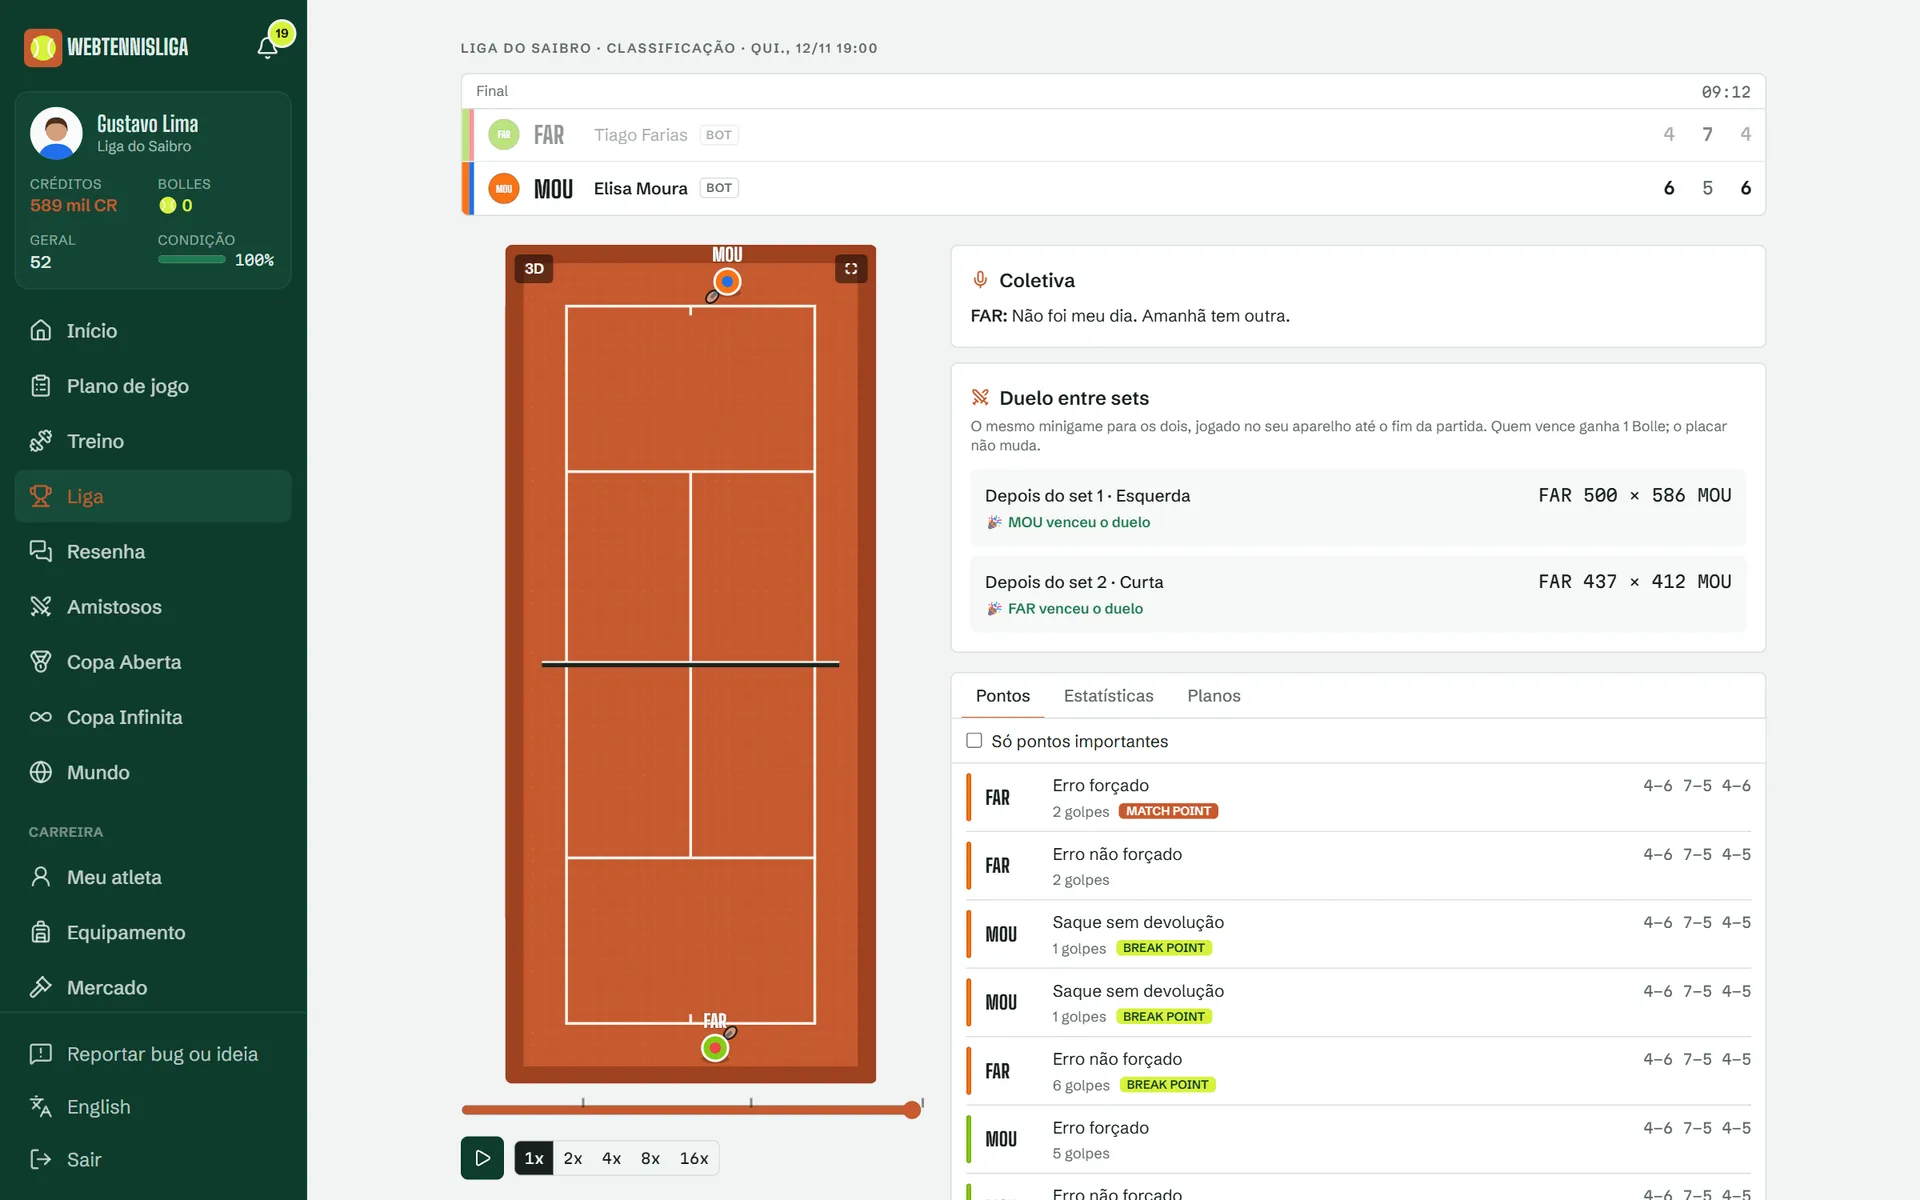 WEBTENNISLIGA
19
Gustavo Lima
Liga do Saibro
CRÉDITOS
589 mil CR
BOLLES
0
GERAL
52
CONDIÇÃO
100%
Início
Plano de jogo
Treino
Liga
Resenha
Amistosos
Copa Aberta
Copa Infinita
Mundo
CARREIRA
Meu atleta
Equipamento
Mercado
Reportar bug ou ideia
English
Sair
LIGA DO SAIBRO · CLASSIFICAÇÃO · QUI., 12/11 19:00
Final 09:12
FAR FAR Tiago Farias BOT 4 7 4
MOU MOU Elisa Moura BOT 6 5 6
3D
MOU
FAR
1x 2x 4x 8x 16x
Coletiva
FAR: Não foi meu dia. Amanhã tem outra.
Duelo entre sets
O mesmo minigame para os dois, jogado no seu aparelho até o fim da partida. Quem vence ganha 1 Bolle; o placar
não muda.
Depois do set 1 · Esquerda FAR 500 × 586 MOU
MOU venceu o duelo
Depois do set 2 · Curta FAR 437 × 412 MOU
FAR venceu o duelo
Pontos Estatísticas Planos
Só pontos importantes
FAR Erro forçado 4–6 7–5 4–6
2 golpes MATCH POINT
FAR Erro não forçado 4–6 7–5 4–5
2 golpes
MOU Saque sem devolução 4–6 7–5 4–5
1 golpes BREAK POINT
MOU Saque sem devolução 4–6 7–5 4–5
1 golpes BREAK POINT
FAR Erro não forçado 4–6 7–5 4–5
6 golpes BREAK POINT
MOU Erro forçado 4–6 7–5 4–5
5 golpes
Erro não forçado 4–6 7–5 4–5